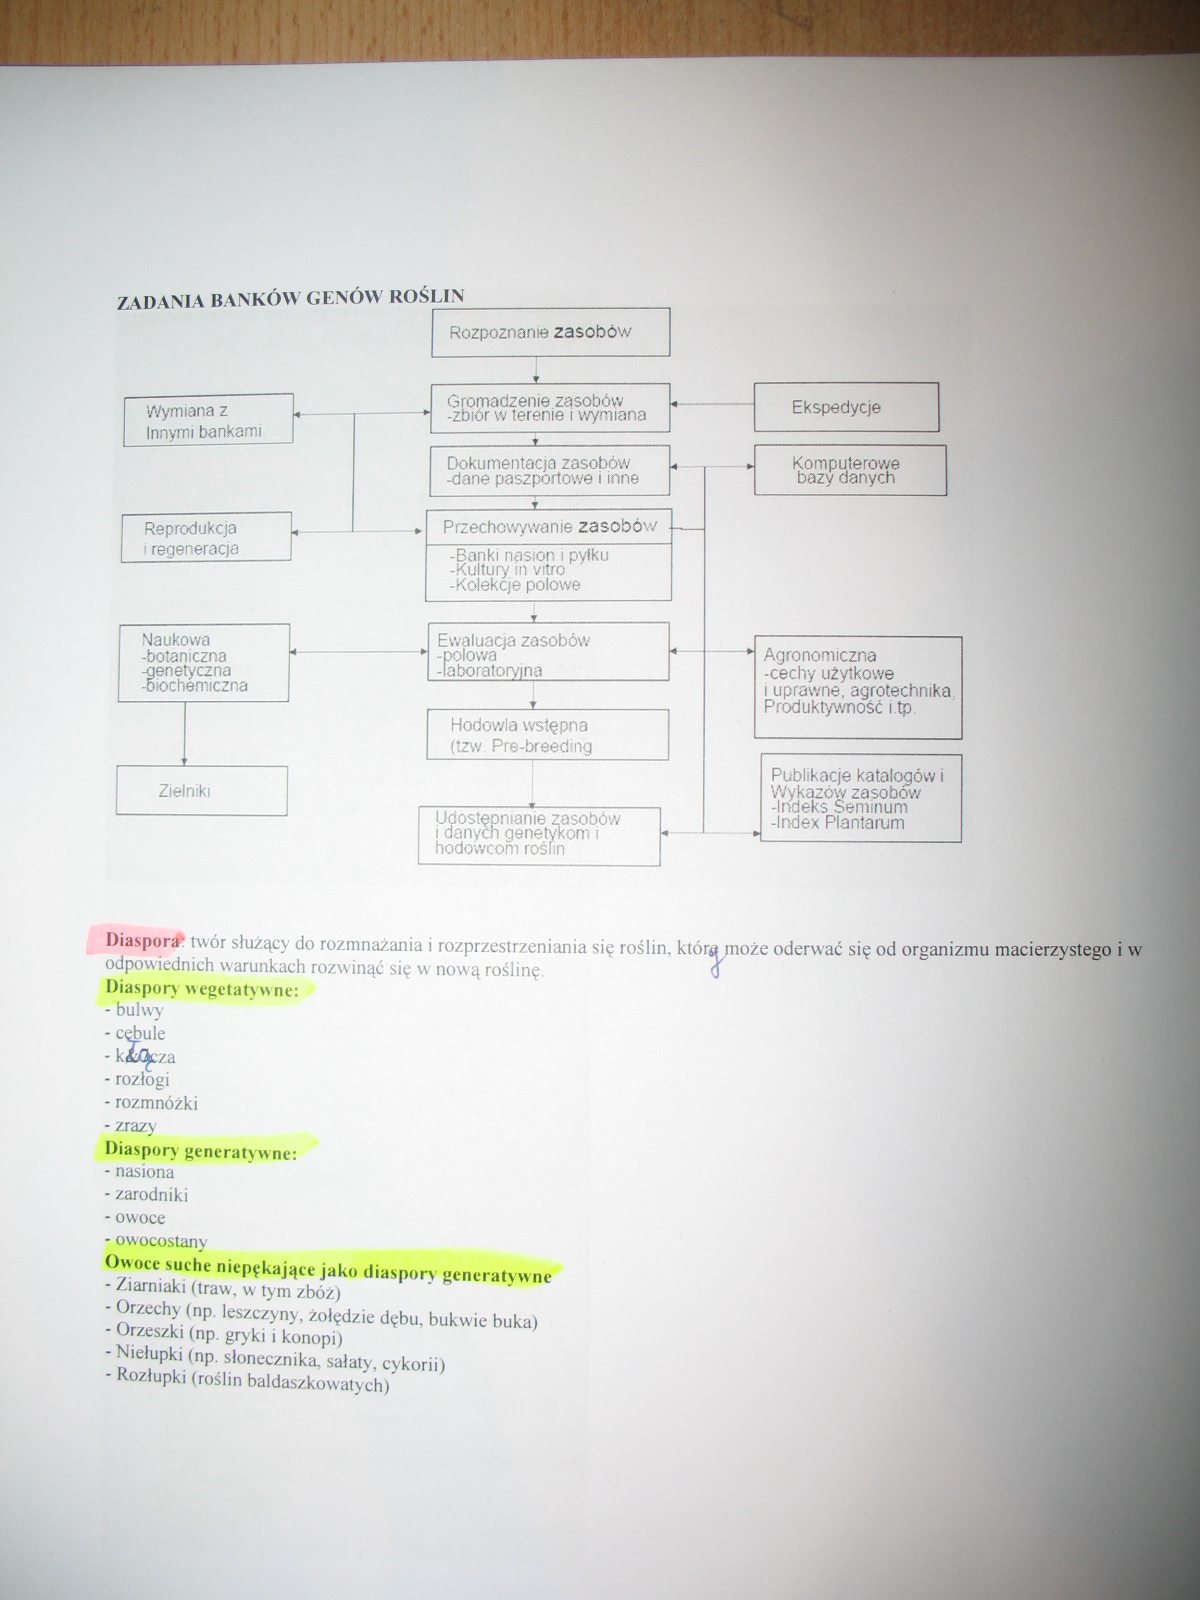 ZADANIA BANKÓW GENÓW ROŚLIN
Rozpoznanie zasobów
Wymiana z
Innymi bankami
Gromadzenie zasobów
-zbiór w terenie i wymiana
Ekspedycje
Dokumentacja zasobów
-dane paszportowe i inne
Komputerowe
bazy danych
Reprodukcja
i regeneracja
Przechowywanie zasobów
-Banki nasion i pyłku
-Kultury in vitro
-Kolekcje polowe
Naukowa
-botaniczna
-genetyczna
-biochemiczna
Ewaluacja zasobów
-polowa
-laboratoryjna
Agronomiczna
-cechy użytkowe
i uprawne, agrotechnika,
Produktywność i.tp.
Hodowla wstępna
(tzw. Pre-breeding
Zielniki
Udostępnianie zasobów
i danych genetykom i
hodowcom roślin
Publikacje katalogów i
Wykazów zasobów
-Indeks Seminum
-Index Plantarum
Diaspora: twór służący do rozmnażania i rozprzestrzeniania się roślin, który może oderwać się od organizmu macierzystego i w
odpowiednich warunkach rozwinąć się w nową roślinę.
Diaspory wegetatywne:
- bulwy
- cebule
- kłącza
- rozłogi
- rozmnóżki
- zrazy
Diaspory generatywne:
- nasiona
- zarodniki
- owoce
- owocostany
Owoce suche niepękające jako diaspory generatywne
- Ziarniaki (traw, w tym zbóż)
- Orzechy (np. leszczyny, żołędzie dębu, bukwie buka)
- Orzeszki (np. gryki i konopi)
- Niełupki (np. słonecznika, sałaty, cykorii)
- Rozłupki (roślin baldaszkowatych)